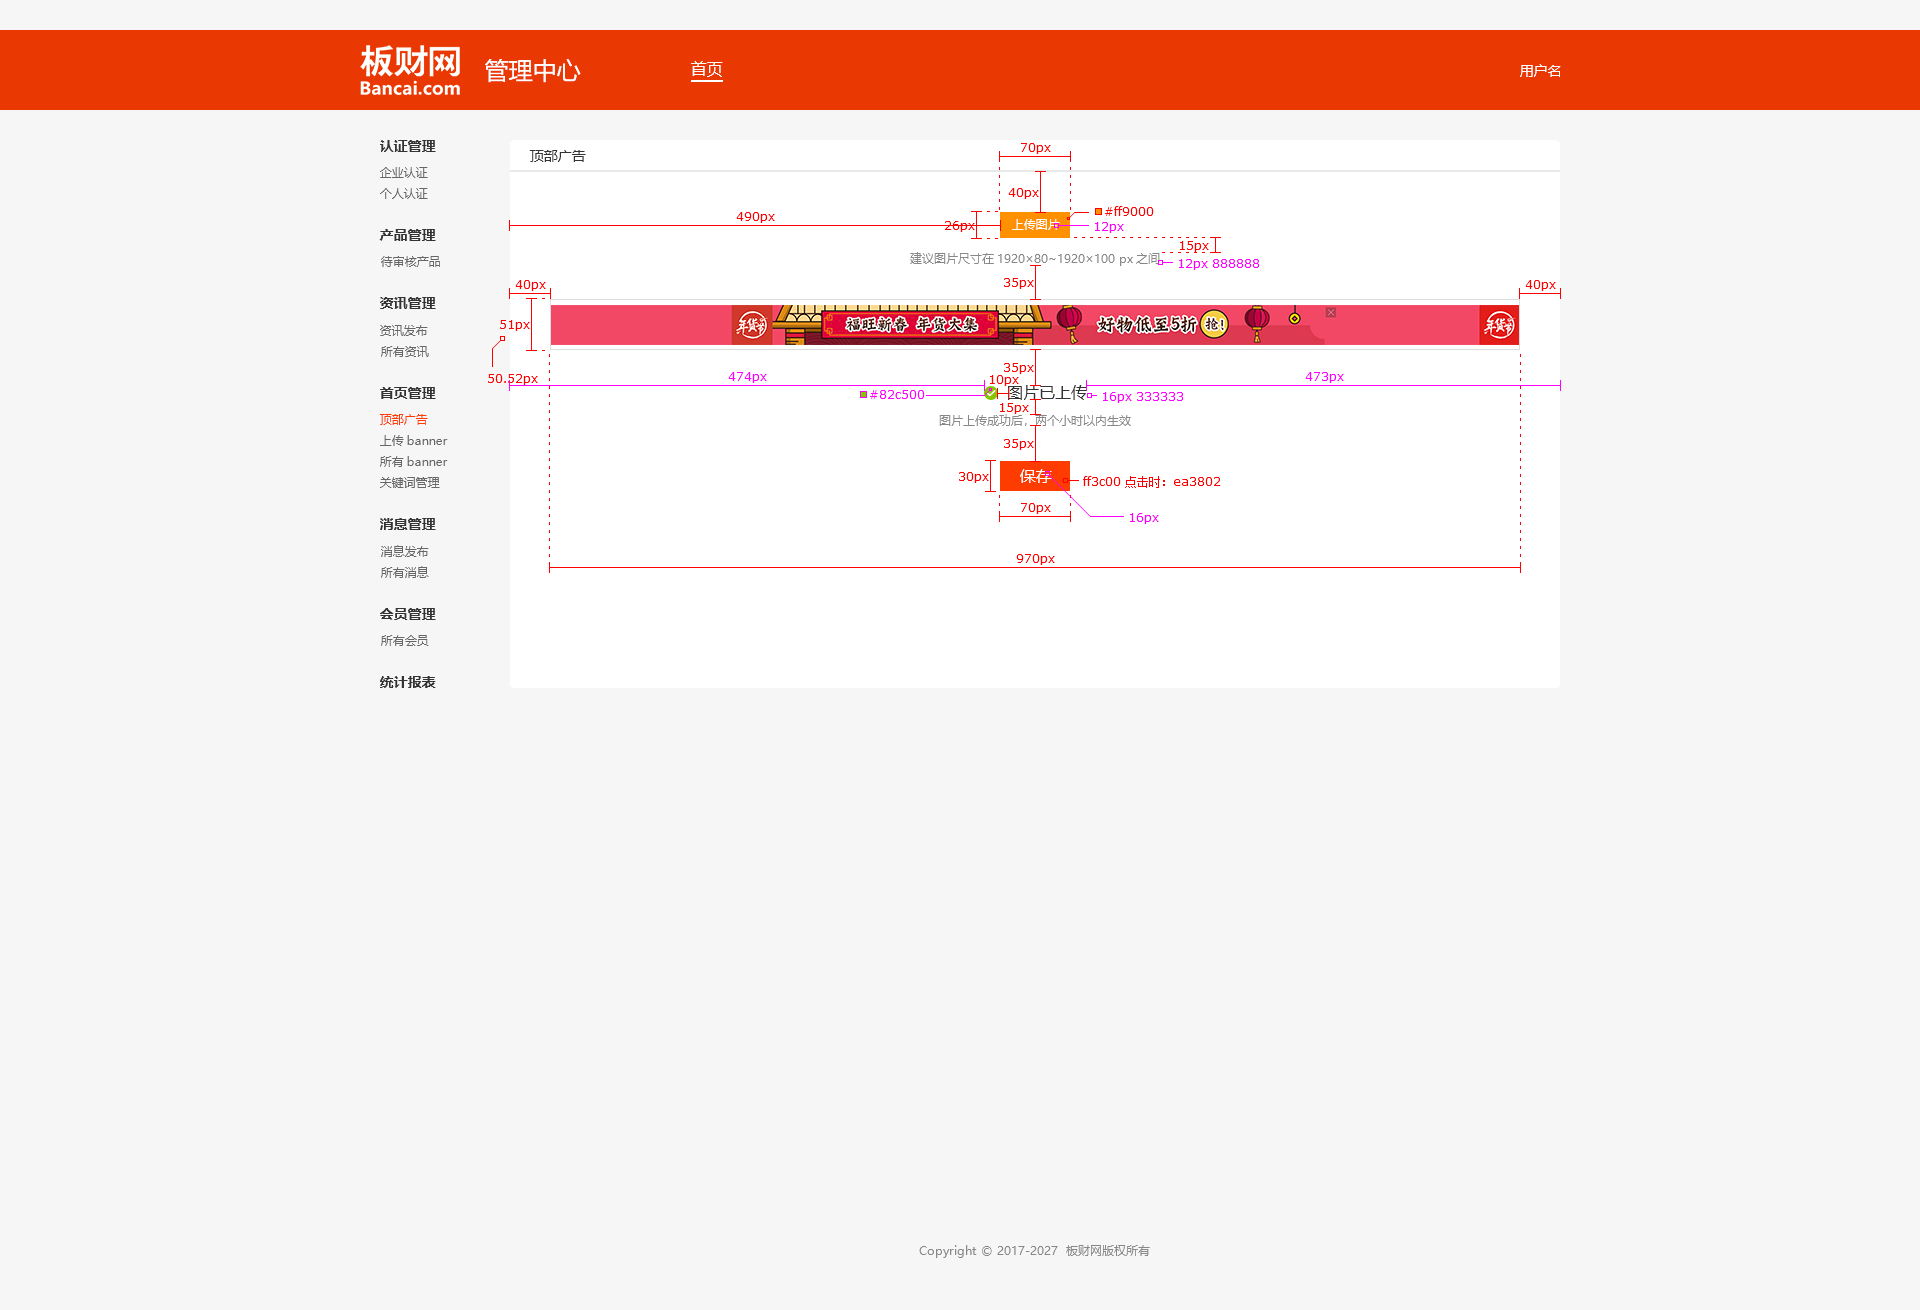 板财网
Bancai.com
管理中心
首页
用户名
认证管理
企业认证
个人认证
产品管理
待审核产品
资讯管理
资讯发布
所有资讯
首页管理
顶部广告
上传 banner
所有 banner
关键词管理
消息管理
消息发布
所有消息
会员管理
所有会员
统计报表
顶部广告
70px
40px
490px
26px
上传图片
#ff9000
12px
15px
建议图片尺寸在 1920×80~1920×100 px 之间
12px 888888
35px
40px
40px
51px
年货节
福旺新春 年货大集
好物低至5折
抢!
年货节
50.52px
474px
35px
10px
473px
#82c500
图片已上传
16px 333333
15px
图片上传成功后，两个小时以内生效
35px
30px
保存
ff3c00 点击时：ea3802
70px
16px
970px
Copyright © 2017-2027 板财网版权所有